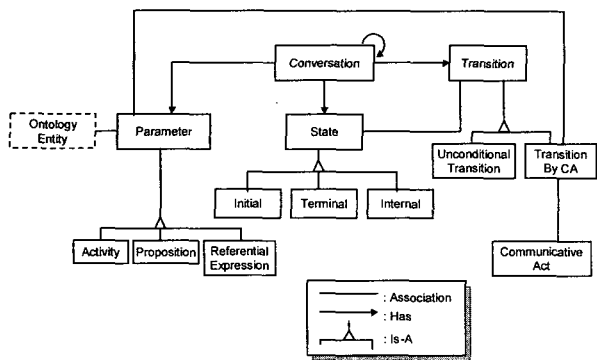 Conversation
Transition
Ontology
Entity
Parameter
State
Unconditional
Transition
Transition
By CA
Initial
Terminal
Internal
Activity
Proposition
Referential
Expression
Communicative
Act
: Association
: Has
: Is-A